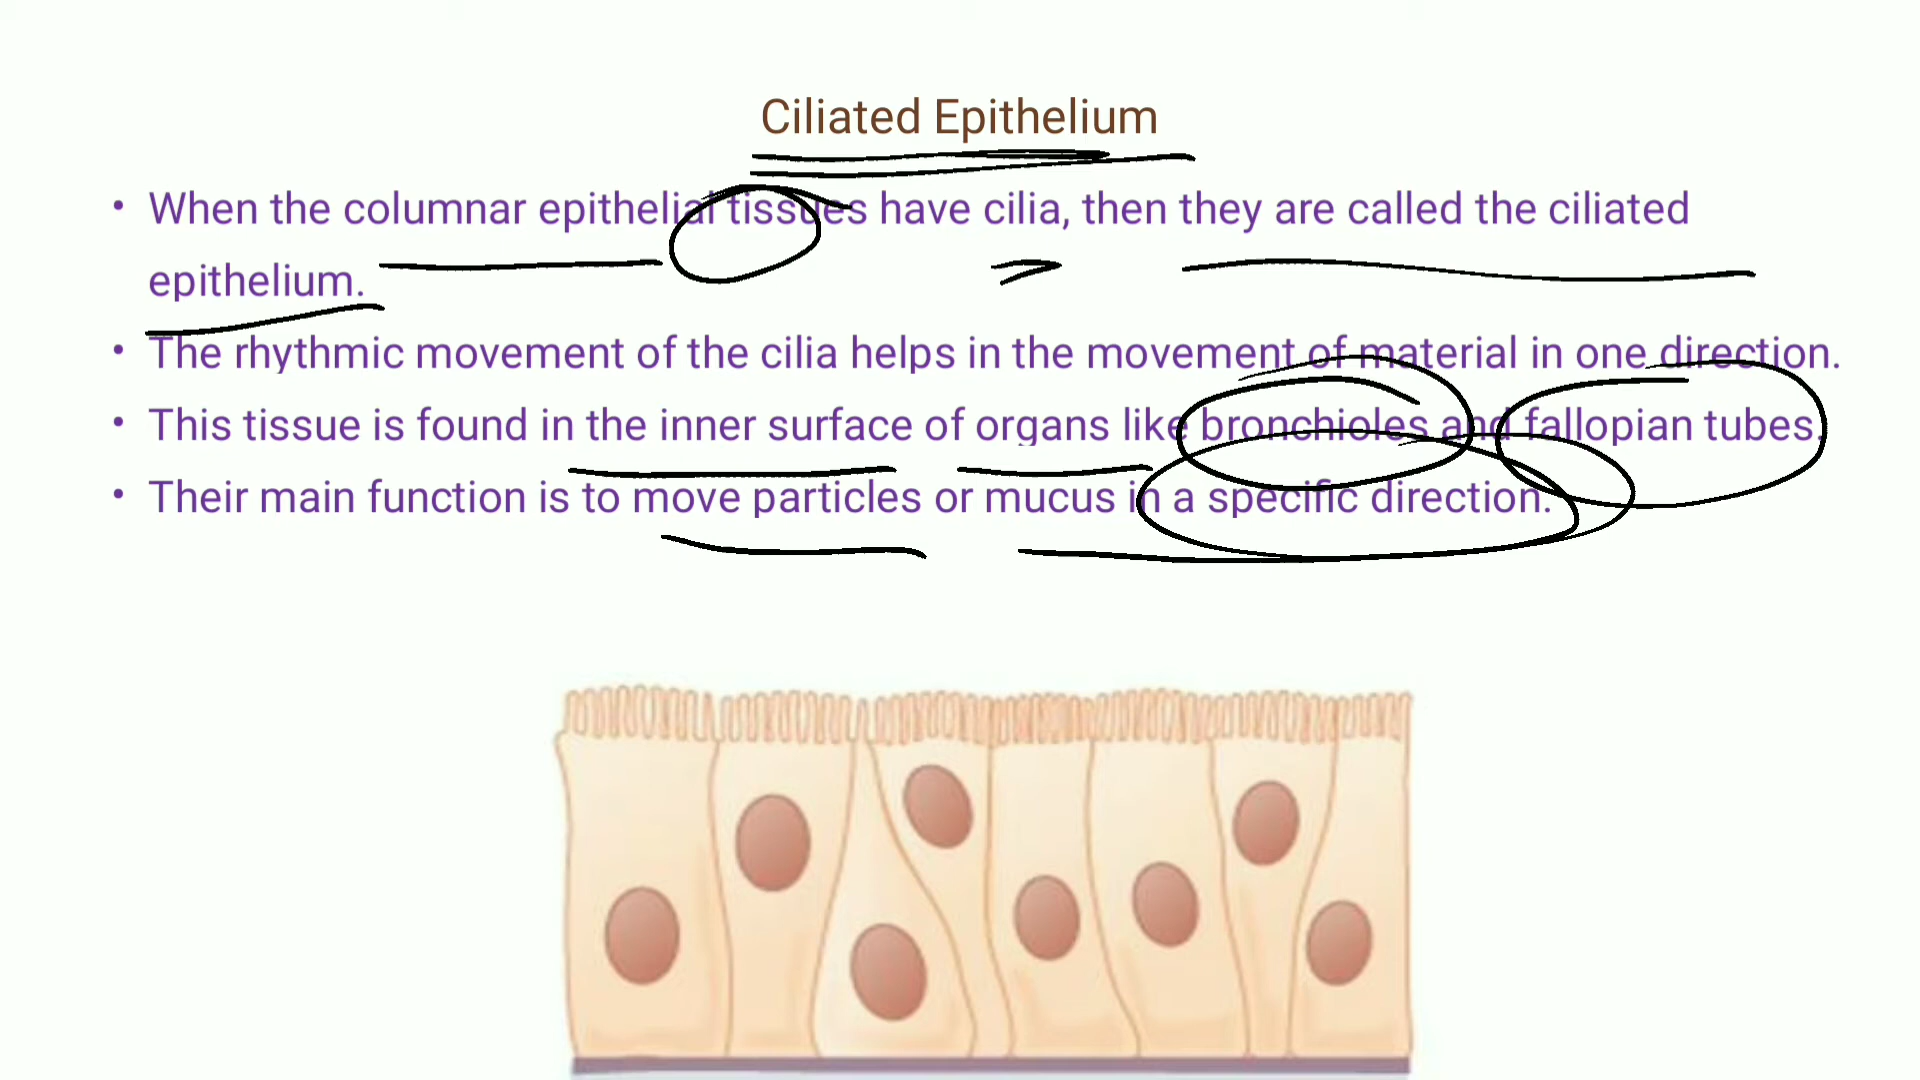 Ciliated Epithelium
• When the columnar epithelial tissues have cilia, then they are called the ciliated
epithelium.
• The rhythmic movement of the cilia helps in the movement of material in one direction.
• This tissue is found in the inner surface of organs like bronchioles and fallopian tubes.
• Their main function is to move particles or mucus in a specific direction.